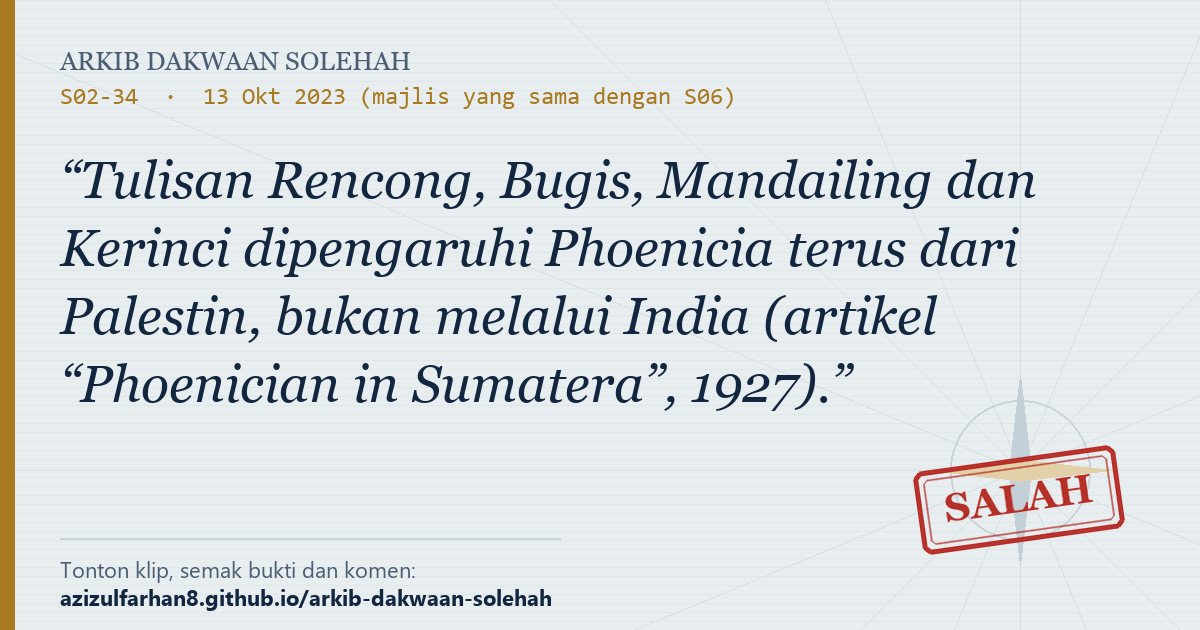 ARKIB DAKWAAN SOLEHAH
S02-34 · 13 Okt 2023 (majlis yang sama dengan S06)
“Tulisan Rencong, Bugis, Mandailing dan
Kerinci dipengaruhi Phoenicia terus dari
Palestin, bukan melalui India (artikel
“Phoenician in Sumatera”, 1927).”
SALAH
Tonton klip, semak bukti dan komen:
azizulfarhan8.github.io/arkib-dakwaan-solehah